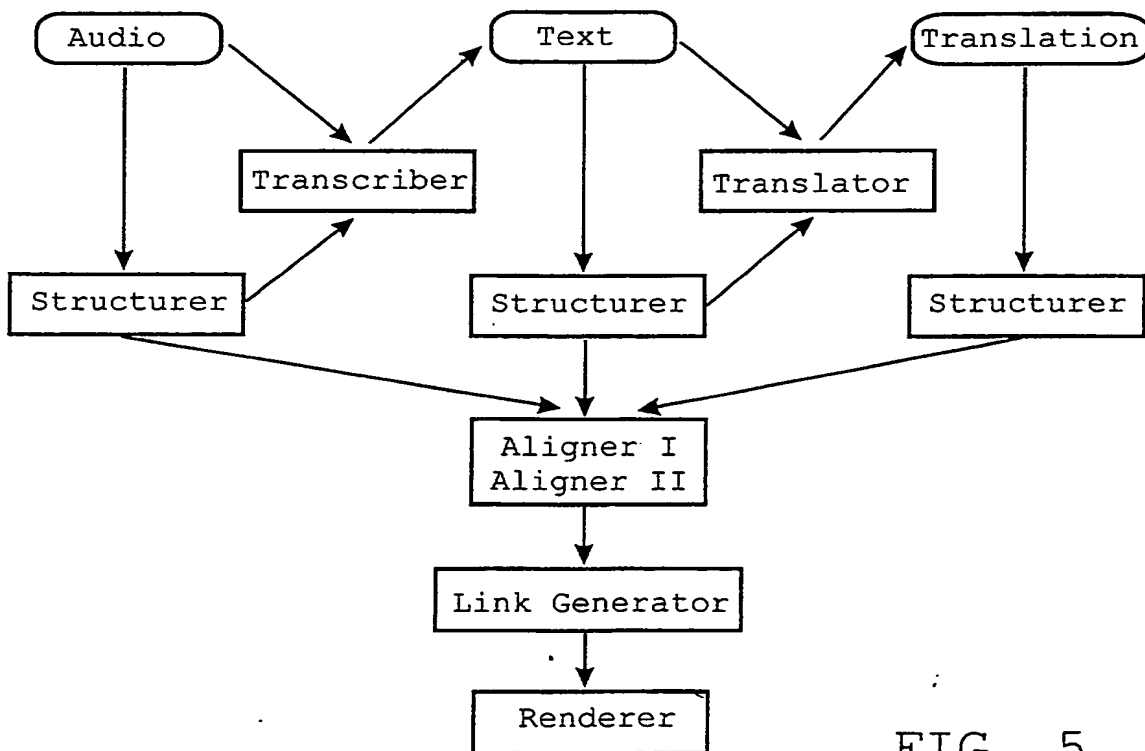 Audio
Text
Translation
Transcriber
Translator
Structurer
Structurer
Structurer
Aligner I
Aligner II
Link Generator
Renderer
FIG. 5